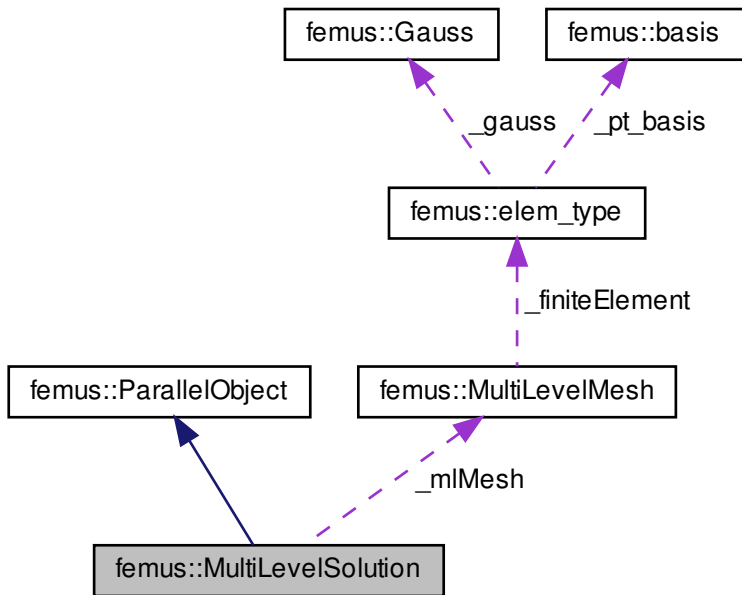 femus::Gauss
femus::basis
_gauss
_pt_basis
femus::elem_type
_finiteElement
femus::ParallelObject
femus::MultiLevelMesh
_mlMesh
femus::MultiLevelSolution